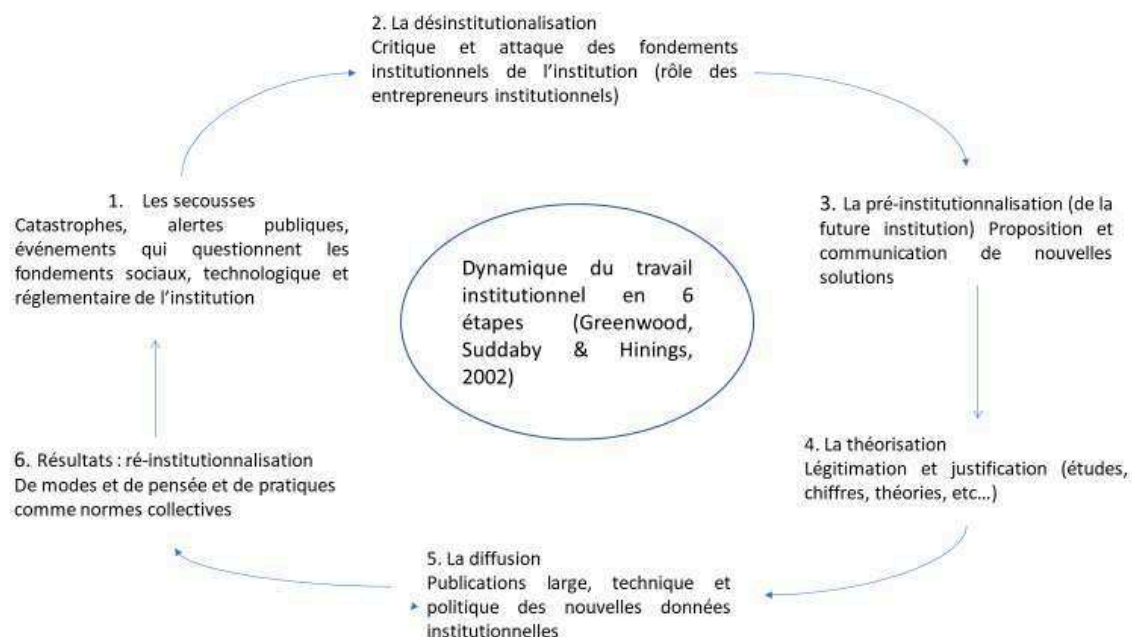 2. La désinstitutionalisation
Critique et attaque des fondements
institutionnels de l’institution (rôle des
entrepreneurs institutionnels)
1. Les secousses
Catastrophes, alertes publiques,
événements qui questionnent les
fondements sociaux, technologique et
réglementaire de l’institution
3. La pré-institutionnalisation (de la
future institution) Proposition et
communication de nouvelles
solutions
Dynamique du travail
institutionnel en 6
étapes (Greenwood,
Suddaby & Hinings,
2002)
4. La théorisation
Légitimation et justification (études,
chiffres, théories, etc…)
6. Résultats : ré-institutionnalisation
De modes et de pensée et de pratiques
comme normes collectives
5. La diffusion
Publications large, technique et
politique des nouvelles données
institutionnelles